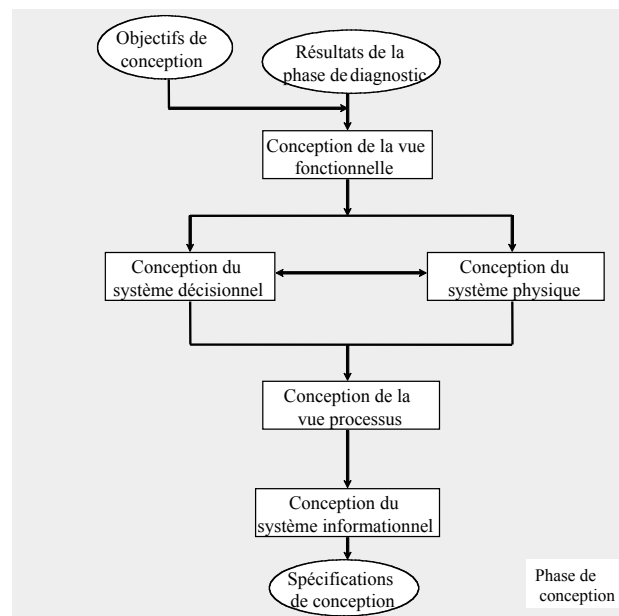 Objectifs de
conception
Résultats de la
phase de diagnostic
Conception de la vue
fonctionnelle
Conception du
système décisionnel
Conception du
système physique
Conception de la
vue processus
Conception du
système informationnel
Spécifications
de conception
Phase de
conception